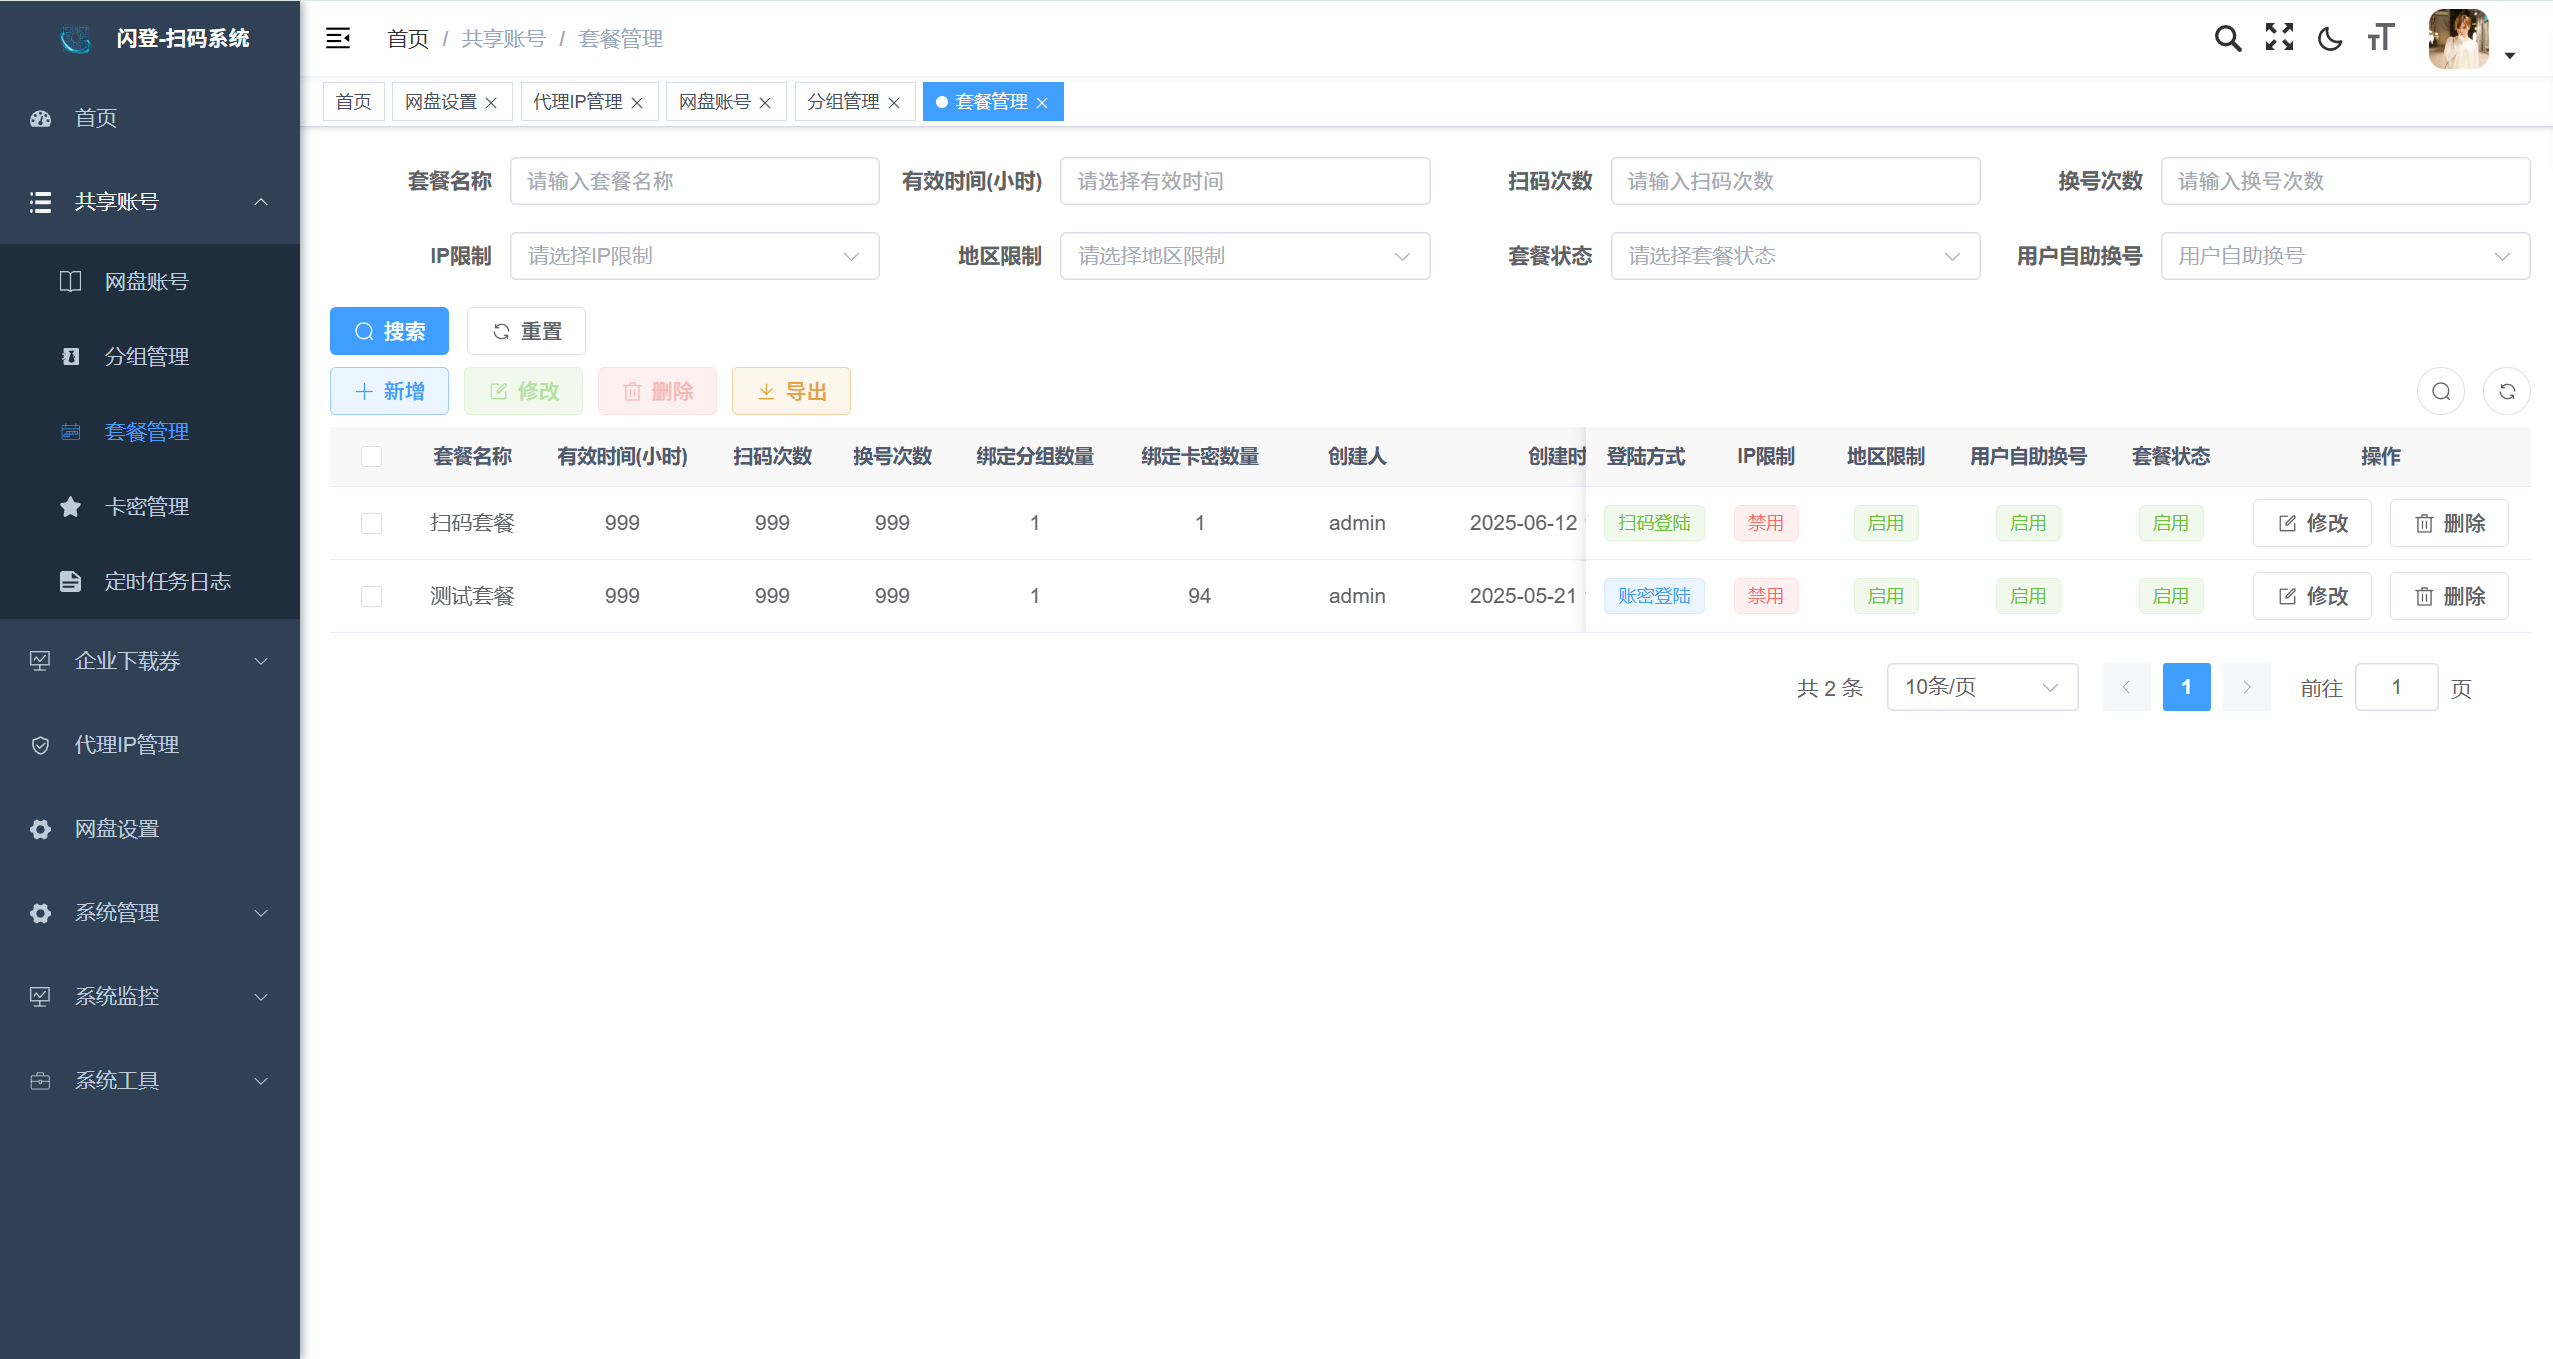 闪登-扫码系统
首页 / 共享账号 / 套餐管理
首页
网盘设置
代理IP管理
网盘账号
分组管理
套餐管理
首页
共享账号
网盘账号
分组管理
套餐管理
卡密管理
定时任务日志
企业下载券
代理IP管理
网盘设置
系统管理
系统监控
系统工具
套餐名称 请输入套餐名称 有效时间(小时) 请选择有效时间 扫码次数 请输入扫码次数 换号次数 请输入换号次数
IP限制 请选择IP限制 地区限制 请选择地区限制 套餐状态 请选择套餐状态 用户自助换号 用户自助换号
搜索 重置
新增 修改 删除 导出
套餐名称 有效时间(小时) 扫码次数 换号次数 绑定分组数量 绑定卡密数量 创建人 创建时 登陆方式 IP限制 地区限制 用户自助换号 套餐状态 操作
扫码套餐 999 999 999 1 1 admin 2025-06-12 扫码登陆 禁用 启用 启用 启用 修改 删除
测试套餐 999 999 999 1 94 admin 2025-05-21 账密登陆 禁用 启用 启用 启用 修改 删除
共 2 条 10条/页 1 前往 1 页